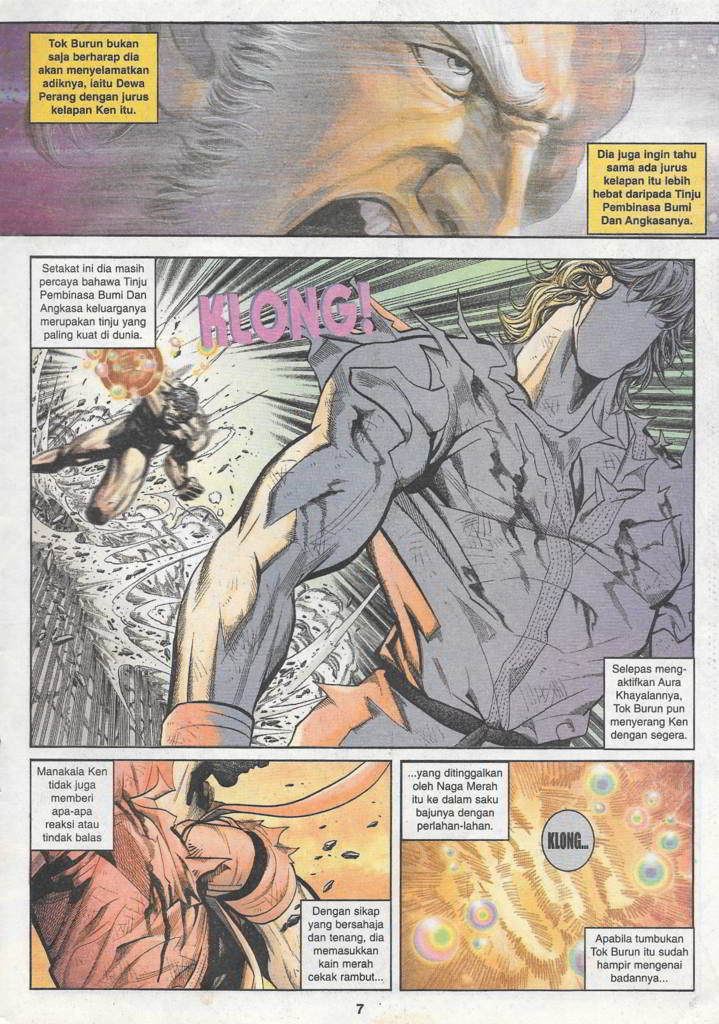 Tok Burun bukan
saja berharap dia
akan menyelamatkan
adiknya, iaitu Dewa
Perang dengan jurus
kelapan Ken itu.
Dia juga ingin tahu
sama ada jurus
kelapan itu lebih
hebat daripada Tinju
Pembinasa Bumi
Dan Angkasanya.
Setakat ini dia masih
percaya bahawa Tinju
Pembinasa Bumi Dan
Angkasa keluarganya
merupakan tinju yang
paling kuat di dunia.
KLONG!
Selepas meng-
aktifkan Aura
Khayalannya,
Tok Burun pun
menyerang Ken
dengan segera.
Manakala Ken
tidak juga
memberi
apa-apa
reaksi atau
tindak balas
Dengan sikap
yang bersahaja
dan tenang, dia
memasukkan
kain merah
cekak rambut...
...yang ditinggalkan
oleh Naga Merah
itu ke dalam saku
bajunya dengan
perlahan-lahan.
KLONG...
Apabila tumbukan
Tok Burun itu sudah
hampir mengenai
badannya...
7